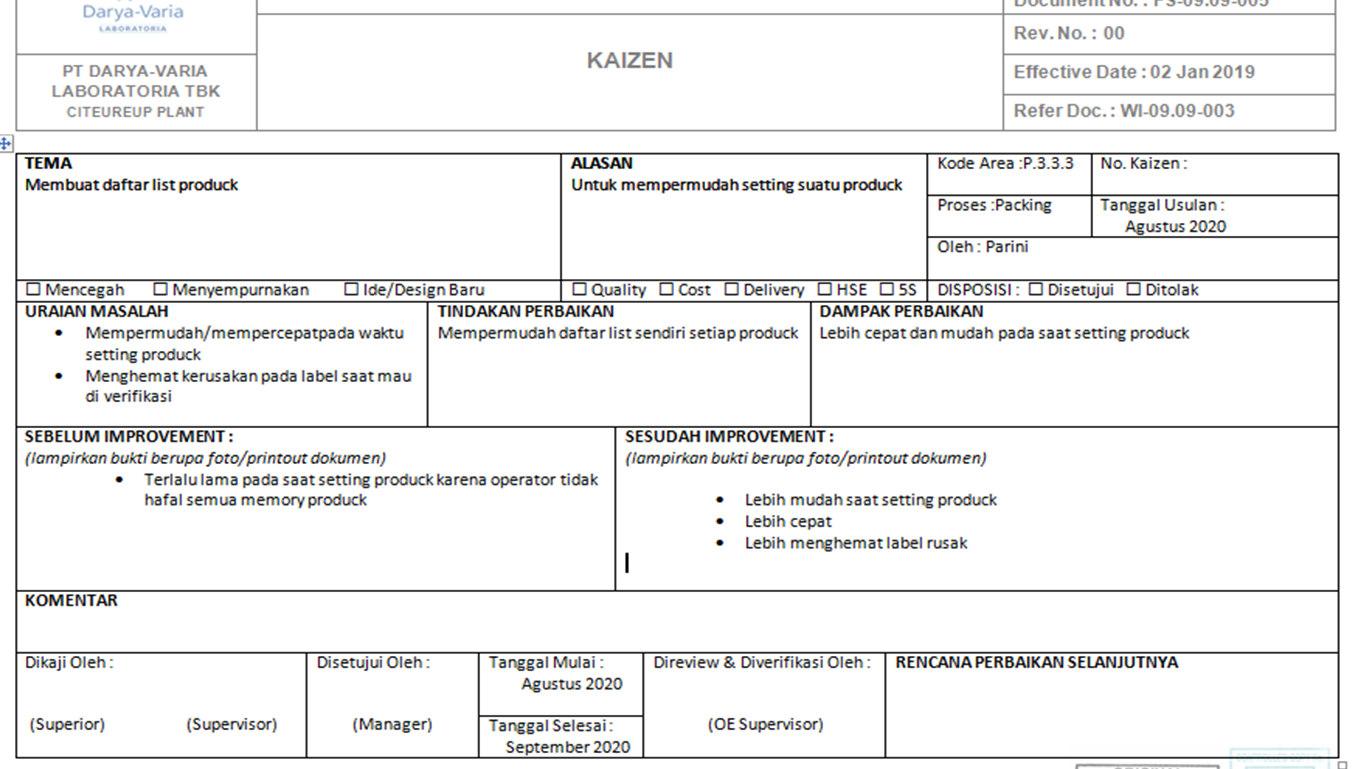 Darya-Varia
LABORATORIA
PT DARYA-VARIA
LABORATORIA TBK
CITEUREUP PLANT
KAIZEN
Document No. : PS-09.09-005
Rev. No. : 00
Effective Date : 02 Jan 2019
Refer Doc. : WI-09.09-003
TEMA
Membuat daftar list produck
ALASAN
Untuk mempermudah setting suatu produck
Kode Area :P.3.3.3
No. Kaizen :
Proses :Packing
Tanggal Usulan :
Agustus 2020
Oleh : Parini
☐ Mencegah ☐ Menyempurnakan ☐ Ide/Design Baru
☐ Quality ☐ Cost ☐ Delivery ☐ HSE ☐ 5S
DISPOSISI : ☐ Disetujui ☐ Ditolak
URAIAN MASALAH
• Mempermudah/mempercepatpada waktu
setting produck
• Menghemat kerusakan pada label saat mau
di verifikasi
TINDAKAN PERBAIKAN
Mempermudah daftar list sendiri setiap produck
DAMPAK PERBAIKAN
Lebih cepat dan mudah pada saat setting produck
SEBELUM IMPROVEMENT :
(lampirkan bukti berupa foto/printout dokumen)
• Terlalu lama pada saat setting produck karena operator tidak
hafal semua memory produck
SESUDAH IMPROVEMENT :
(lampirkan bukti berupa foto/printout dokumen)
• Lebih mudah saat setting produck
• Lebih cepat
• Lebih menghemat label rusak
KOMENTAR
Dikaji Oleh :
(Superior) (Supervisor)
Disetujui Oleh :
(Manager)
Tanggal Mulai :
Agustus 2020
Tanggal Selesai :
September 2020
Direview & Diverifikasi Oleh :
(OE Supervisor)
RENCANA PERBAIKAN SELANJUTNYA